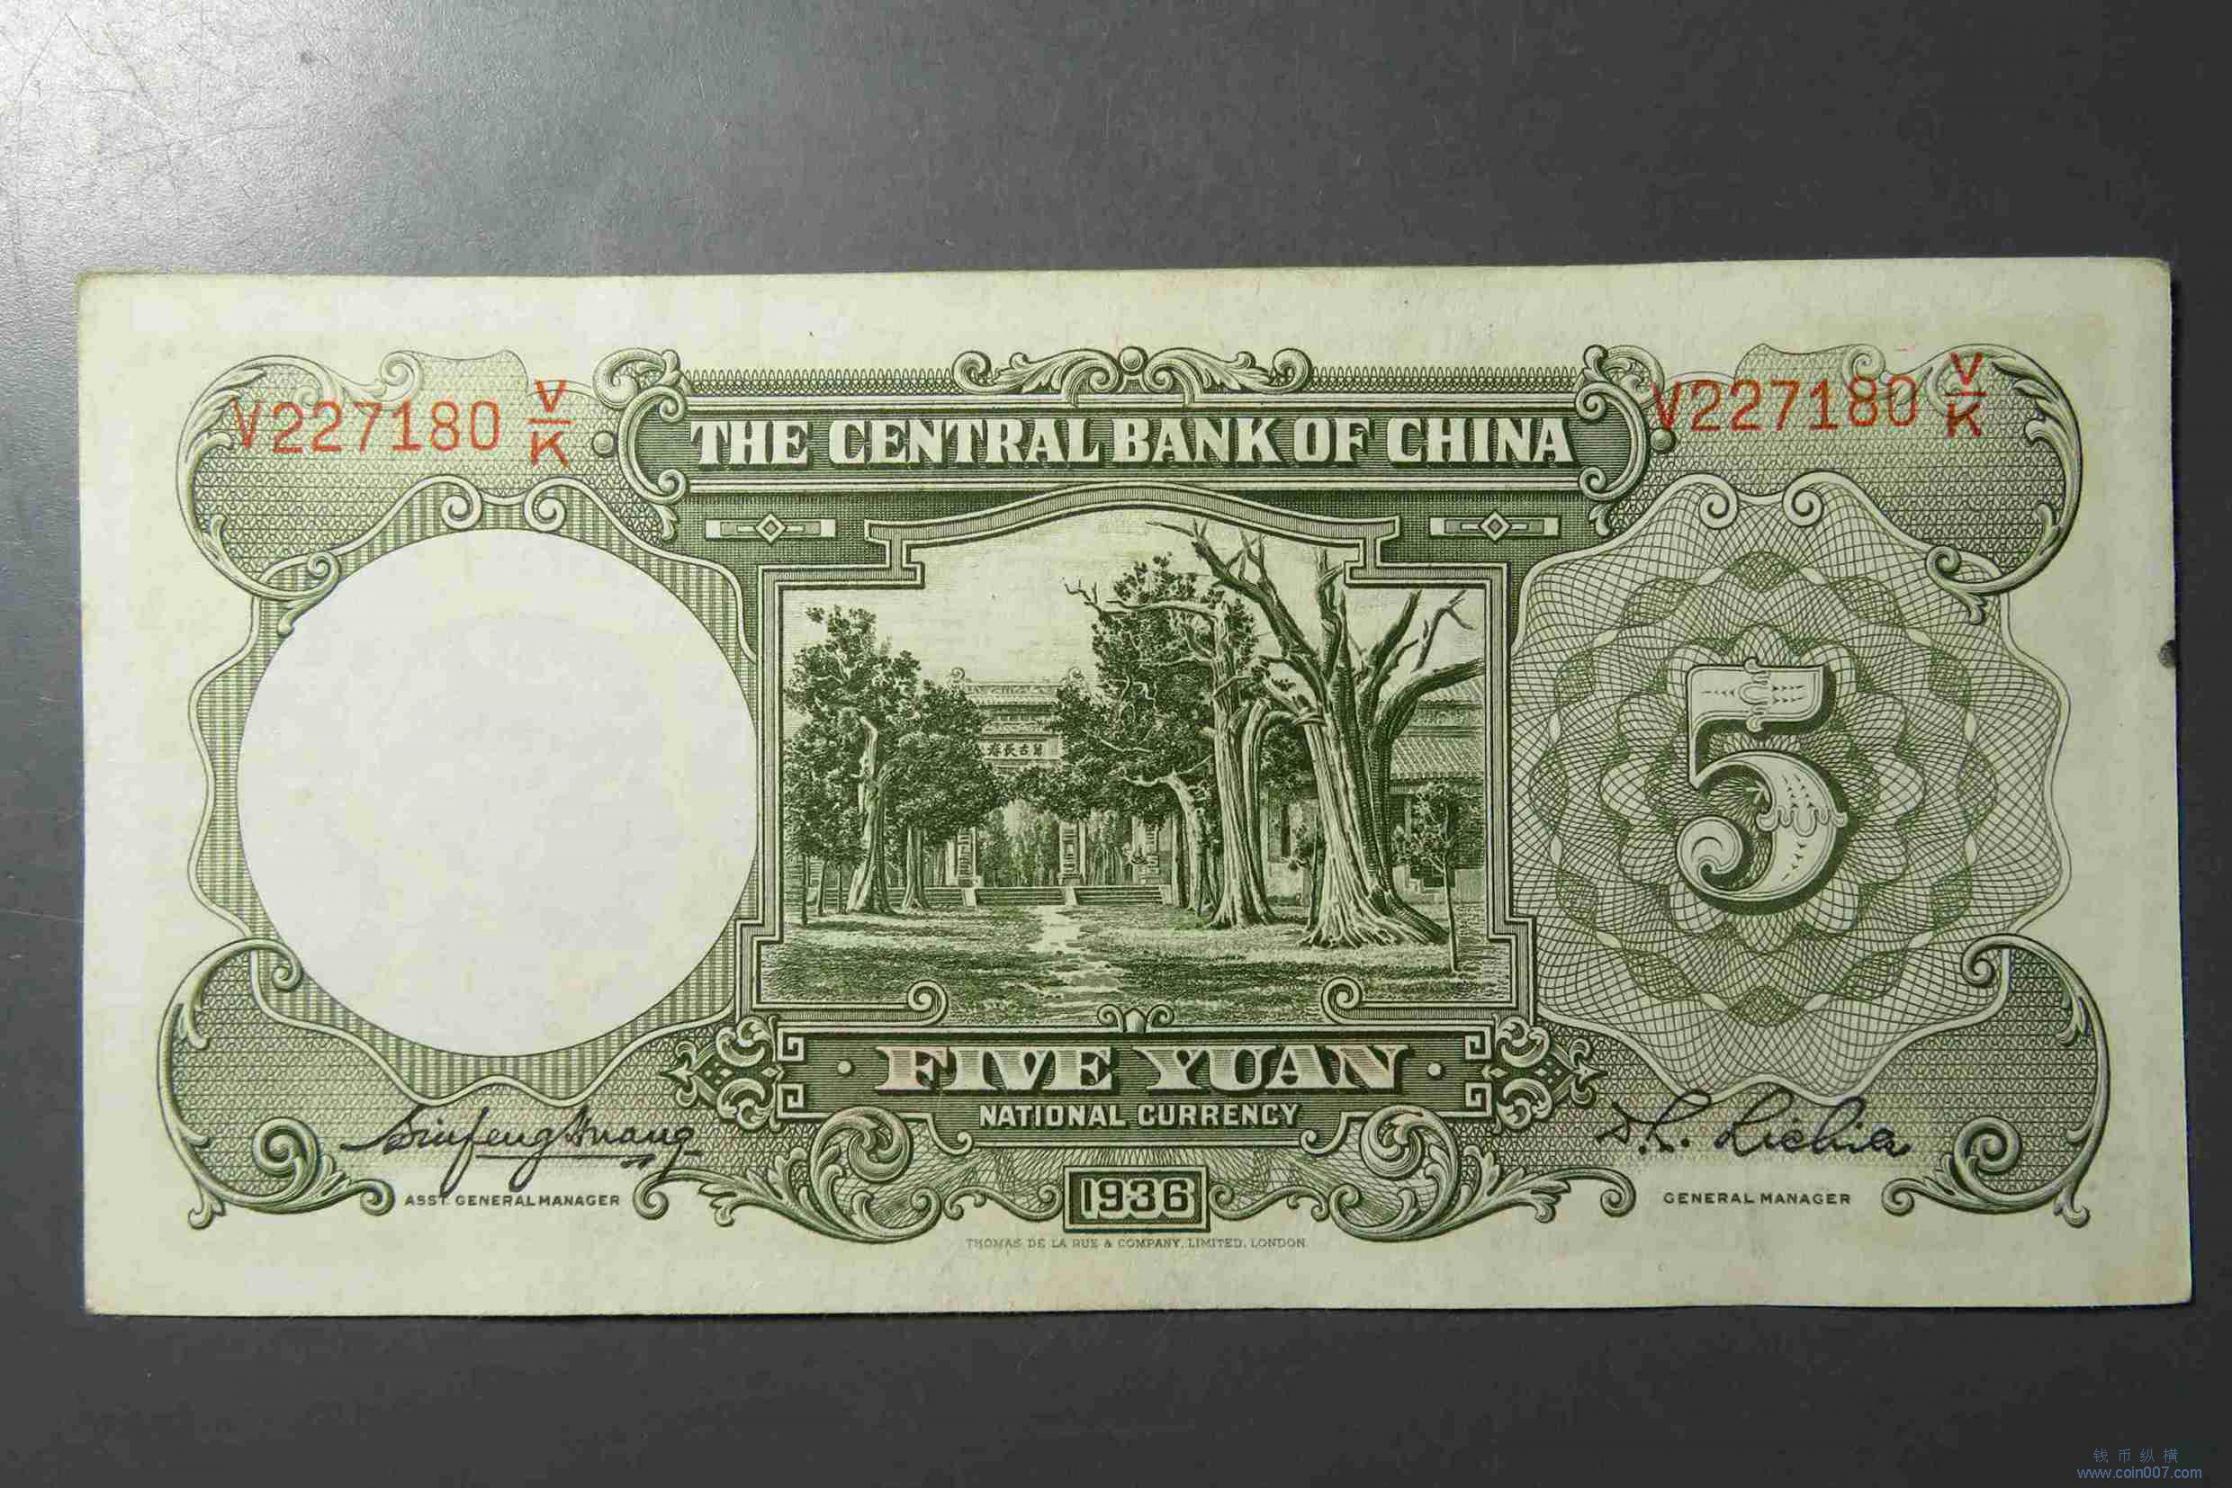 V227180 V/K
V227180 V/K
THE CENTRAL BANK OF CHINA
5
· FIVE YUAN ·
NATIONAL CURRENCY
ASST. GENERAL MANAGER
GENERAL MANAGER
1936
THOMAS DE LA RUE & COMPANY, LIMITED, LONDON.
钱币纵横
www.coin007.com